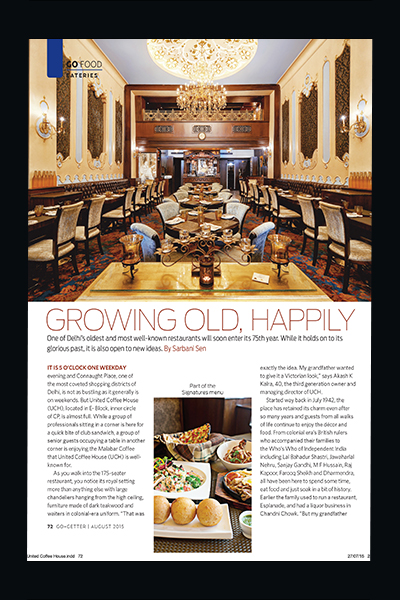 GO FOOD
EATERIES
GROWING OLD, HAPPILY
One of Delhi's oldest and most well-known restaurants will soon enter its 75th year. While it holds on to its
glorious past, it is also open to new ideas. By Sarbani Sen
IT IS 5 O'CLOCK ONE WEEKDAY
evening and Connaught Place, one of
the most coveted shopping districts of
Delhi, is not as bustling as it generally is
on weekends. But United Coffee House
(UCH), located in E-Block, inner circle
of CP, is almost full. While a group of
professionals sitting in a corner is here for
a quick bite of club sandwich, a group of
senior guests occupying a table in another
corner is enjoying the Malabar Coffee
that United Coffee House (UCH) is well-
known for.
As you walk into the 175-seater
restaurant, you notice its royal setting
more than anything else with large
chandeliers hanging from the high ceiling,
furniture made of dark teakwood and
waiters in colonial-era uniform. "That was
Part of the
Signatures menu
exactly the idea. My grandfather wanted
to give it a Victorian look," says Akash K
Kalra, 40, the third generation owner and
managing director of UCH.
Started way back in July 1942, the
place has retained its charm even after
so many years and guests from all walks
of life continue to enjoy the décor and
food. From colonial era's British rulers
who accompanied their families to
the Who's Who of Independent India
including Lal Bahadur Shastri, Jawaharlal
Nehru, Sanjay Gandhi, M F Hussain, Raj
Kapoor, Farooq Sheikh and Dharmendra,
all have been here to spend some time,
eat food and just soak in a bit of history.
Earlier the family used to run a restaurant,
Esplanade, and had a liquor business in
Chandni Chowk. "But my grandfather
72 GO•GETTER | AUGUST 2015
United Coffee House.indd 72
27/07/15 2